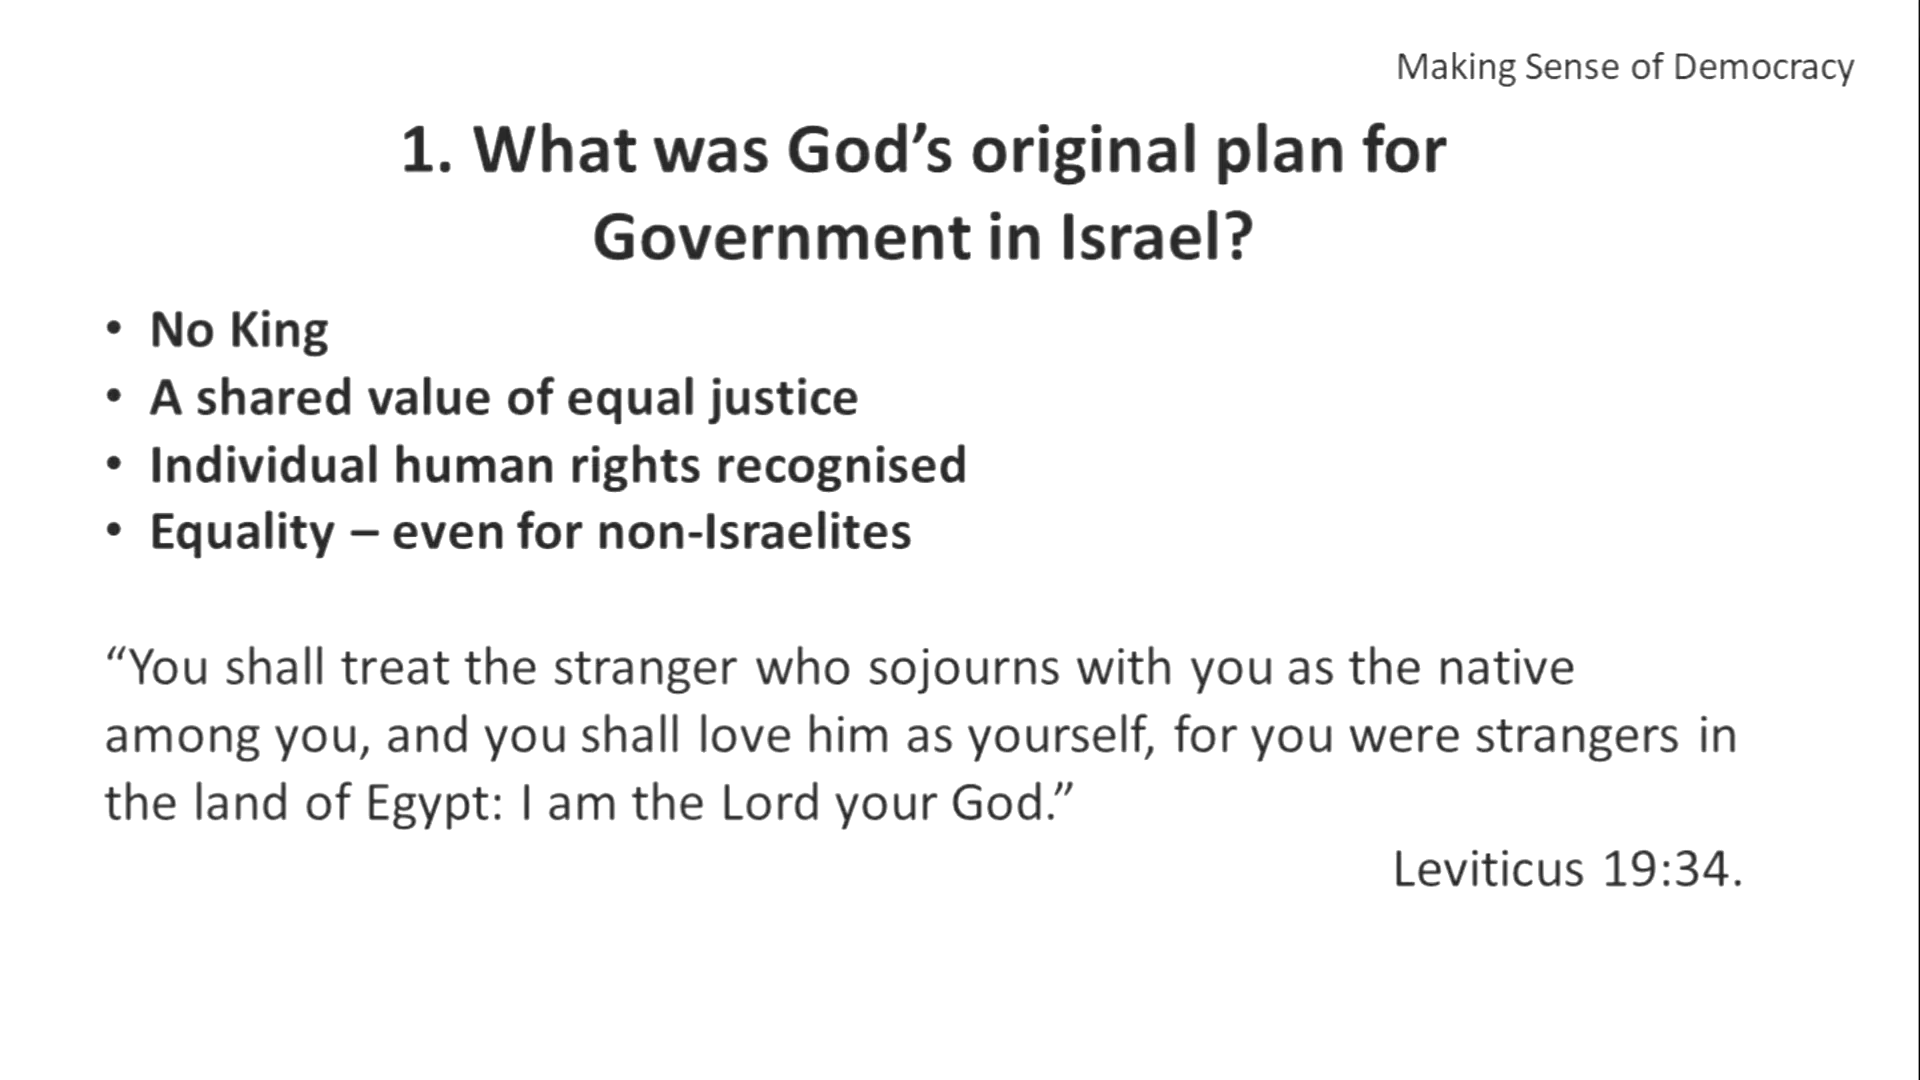 Making Sense of Democracy
1. What was God’s original plan for
Government in Israel?
• No King
• A shared value of equal justice
• Individual human rights recognised
• Equality – even for non-Israelites
“You shall treat the stranger who sojourns with you as the native
among you, and you shall love him as yourself, for you were strangers in
the land of Egypt: I am the Lord your God.”
Leviticus 19:34.